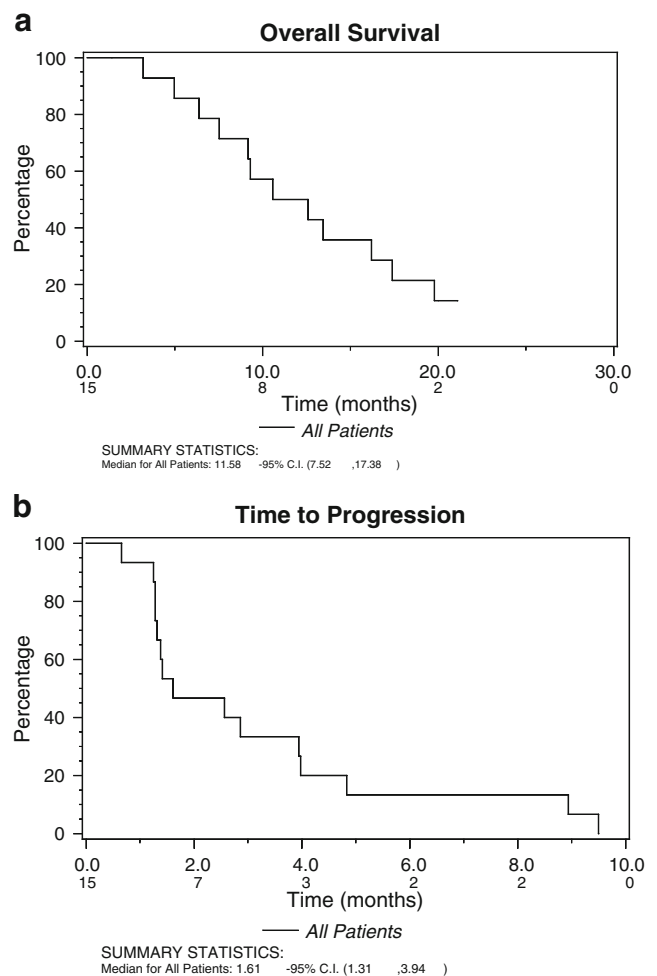 a
Overall Survival
100
80
60
40
20
0
Percentage
0.0 10.0 20.0 30.0
15 8 2 0
Time (months)
All Patients
SUMMARY STATISTICS:
Median for All Patients: 11.58 -95% C.I. (7.52 ,17.38 )
b
Time to Progression
100
80
60
40
20
0
Percentage
0.0 2.0 4.0 6.0 8.0 10.0
15 7 3 2 2 0
Time (months)
All Patients
SUMMARY STATISTICS:
Median for All Patients: 1.61 -95% C.I. (1.31 ,3.94 )